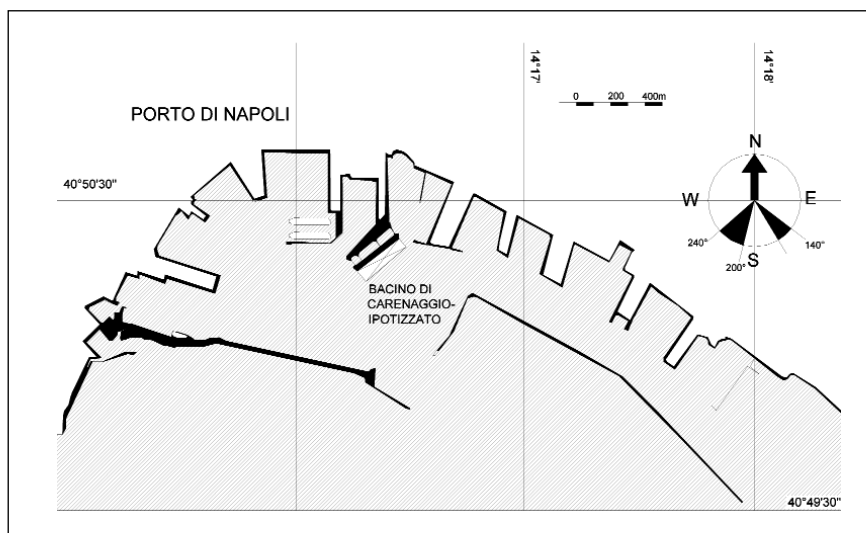 14°17'
14°18'
0 200 400m
PORTO DI NAPOLI
N
40°50'30"
W E
240° 140°
S
200°
BACINO DI
CARENAGGIO-
IPOTIZZATO
40°49'30"